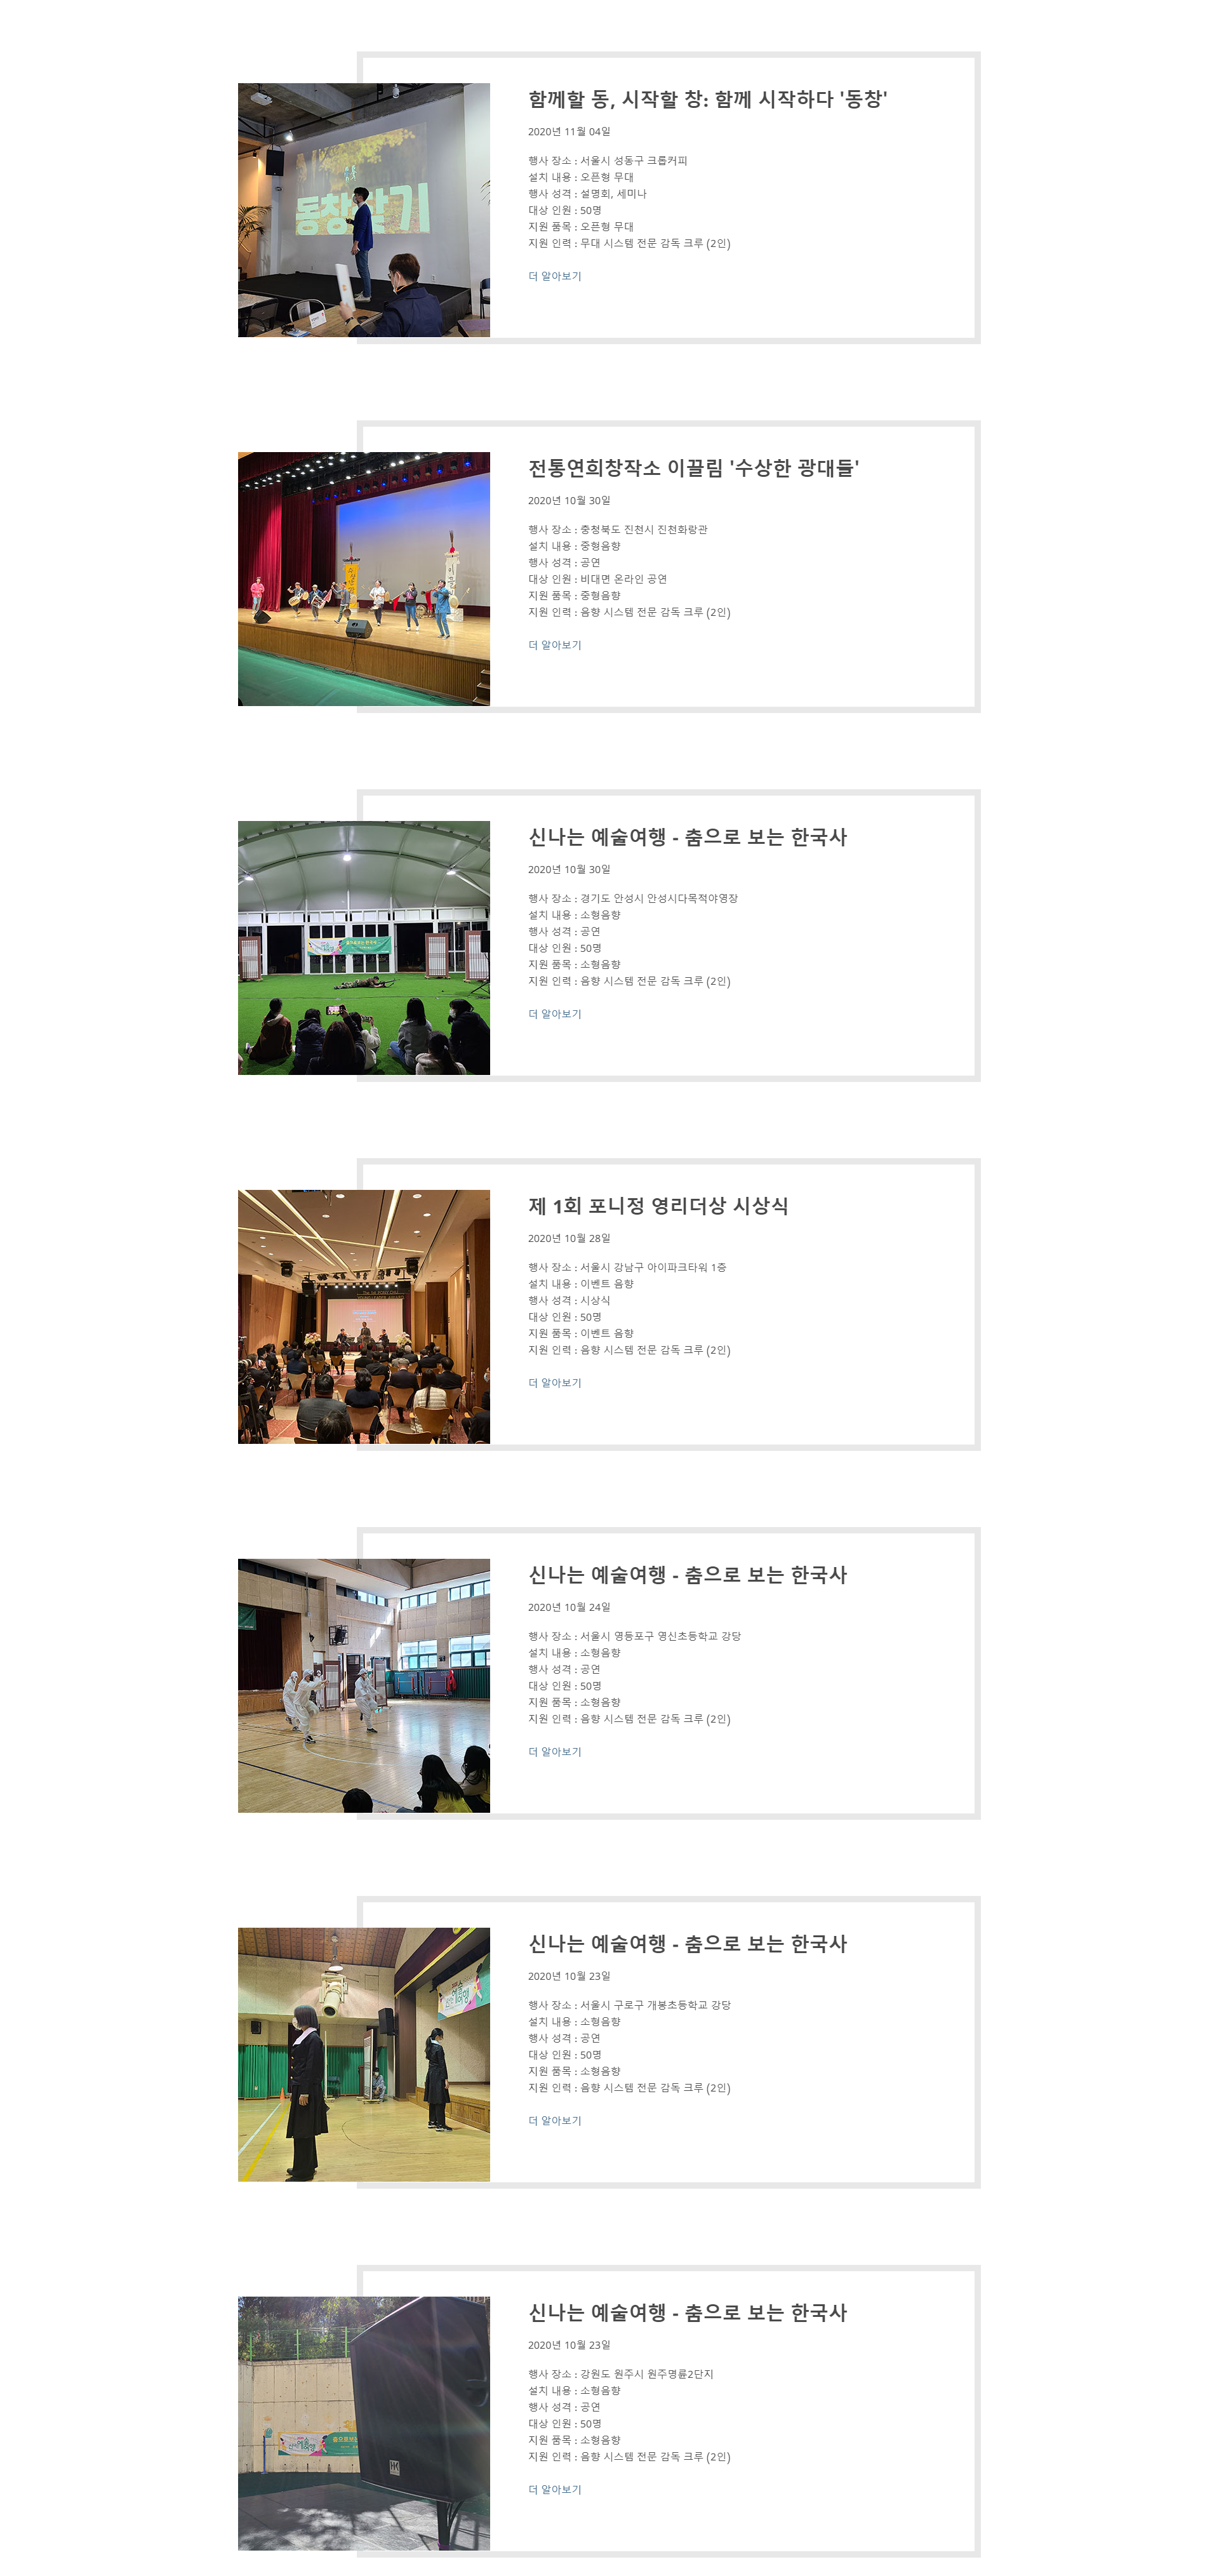 함께할 동, 시작할 창: 함께 시작하다 '동창'
2020년 11월 04일
행사 장소 : 서울시 성동구 크롭커피
설치 내용 : 오픈형 무대
행사 성격 : 설명회, 세미나
대상 인원 : 50명
지원 품목 : 오픈형 무대
지원 인력 : 무대 시스템 전문 감독 크루 (2인)
더 알아보기
전통연희창작소 이끌림 '수상한 광대들'
2020년 10월 30일
행사 장소 : 충청북도 진천시 진천화랑관
설치 내용 : 중형음향
행사 성격 : 공연
대상 인원 : 비대면 온라인 공연
지원 품목 : 중형음향
지원 인력 : 음향 시스템 전문 감독 크루 (2인)
더 알아보기
신나는 예술여행 - 춤으로 보는 한국사
2020년 10월 30일
행사 장소 : 경기도 안성시 안성시다목적야영장
설치 내용 : 소형음향
행사 성격 : 공연
대상 인원 : 50명
지원 품목 : 소형음향
지원 인력 : 음향 시스템 전문 감독 크루 (2인)
더 알아보기
제 1회 포니정 영리더상 시상식
2020년 10월 28일
행사 장소 : 서울시 강남구 아이파크타워 1층
설치 내용 : 이벤트 음향
행사 성격 : 시상식
대상 인원 : 50명
지원 품목 : 이벤트 음향
지원 인력 : 음향 시스템 전문 감독 크루 (2인)
더 알아보기
신나는 예술여행 - 춤으로 보는 한국사
2020년 10월 24일
행사 장소 : 서울시 영등포구 영신초등학교 강당
설치 내용 : 소형음향
행사 성격 : 공연
대상 인원 : 50명
지원 품목 : 소형음향
지원 인력 : 음향 시스템 전문 감독 크루 (2인)
더 알아보기
신나는 예술여행 - 춤으로 보는 한국사
2020년 10월 23일
행사 장소 : 서울시 구로구 개봉초등학교 강당
설치 내용 : 소형음향
행사 성격 : 공연
대상 인원 : 50명
지원 품목 : 소형음향
지원 인력 : 음향 시스템 전문 감독 크루 (2인)
더 알아보기
신나는 예술여행 - 춤으로 보는 한국사
2020년 10월 23일
행사 장소 : 강원도 원주시 원주명륜2단지
설치 내용 : 소형음향
행사 성격 : 공연
대상 인원 : 50명
지원 품목 : 소형음향
지원 인력 : 음향 시스템 전문 감독 크루 (2인)
더 알아보기